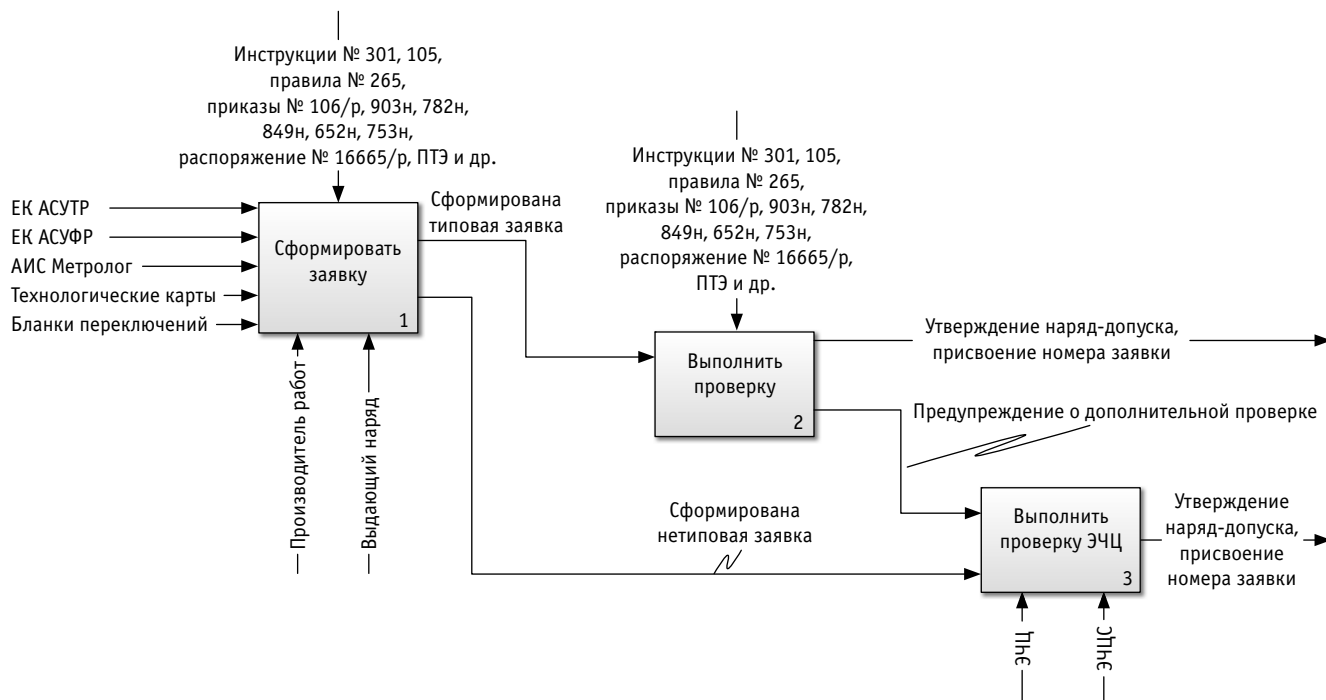 Инструкции № 301, 105,
правила № 265,
приказы № 106/р, 903н, 782н,
849н, 652н, 753н,
распоряжение № 16665/р, ПТЭ и др.
ЕК АСУТР
ЕК АСУФР
АИС Метролог
Технологические карты
Бланки переключений
Сформировать
заявку
1
Производитель работ
Выдающий наряд
Сформирована
типовая заявка
Инструкции № 301, 105,
правила № 265,
приказы № 106/р, 903н, 782н,
849н, 652н, 753н,
распоряжение № 16665/р,
ПТЭ и др.
Выполнить
проверку
2
Утверждение наряд-допуска,
присвоение номера заявки
Предупреждение о дополнительной проверке
Сформирована
нетиповая заявка
Выполнить
проверку ЭЧЦ
3
Утверждение
наряд-допуска,
присвоение
номера заявки
ЭЧЦ
ЭЧЦС